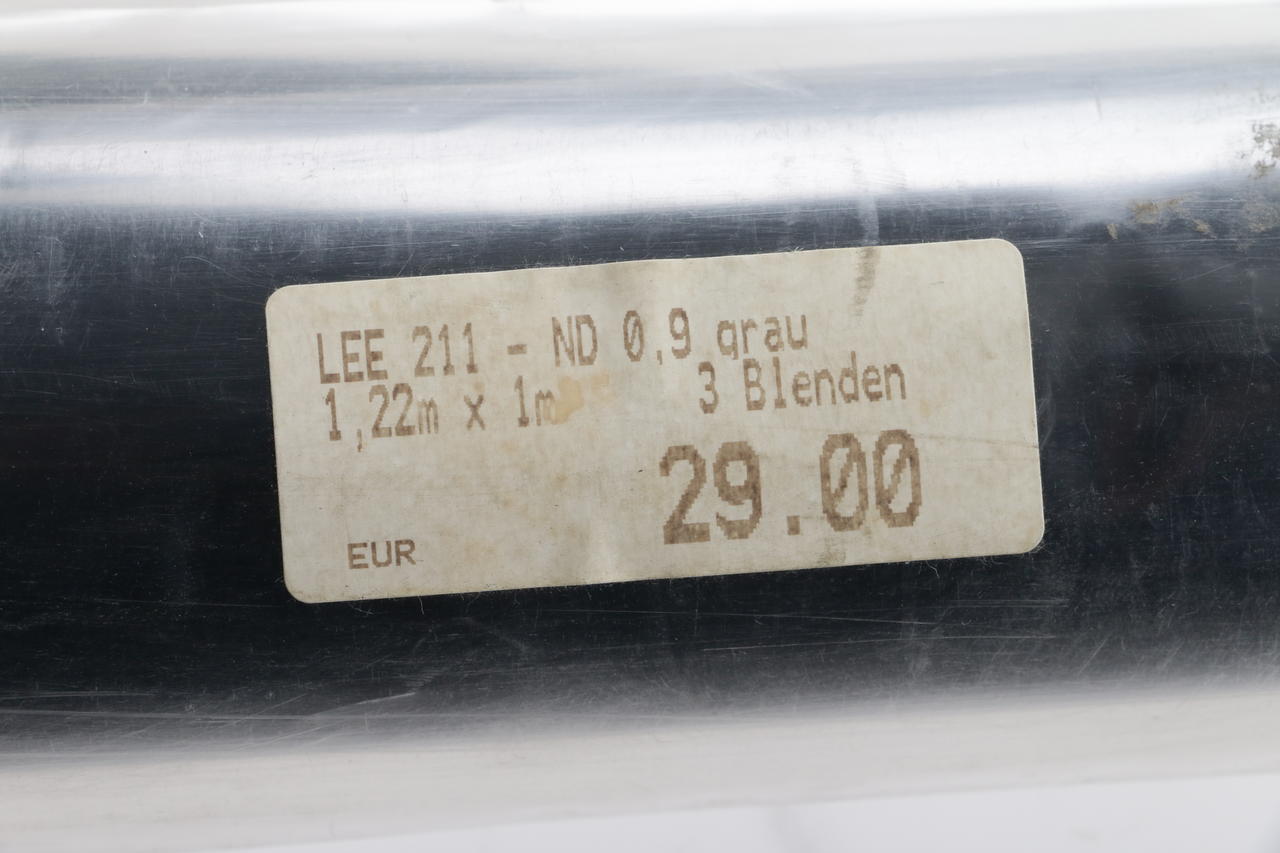 LEE 211 - ND 0,9 grau
1,22m x 1m 3 Blenden
29.00
EUR